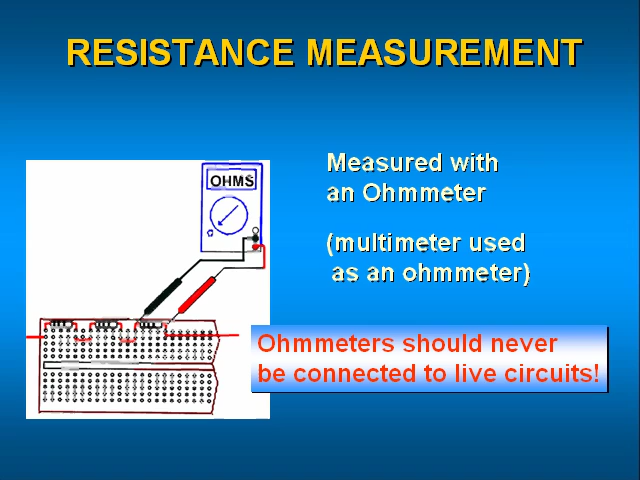 RESISTANCE MEASUREMENT
OHMS
Measured with
an Ohmmeter
(multimeter used
as an ohmmeter)
Ohmmeters should never
be connected to live circuits!